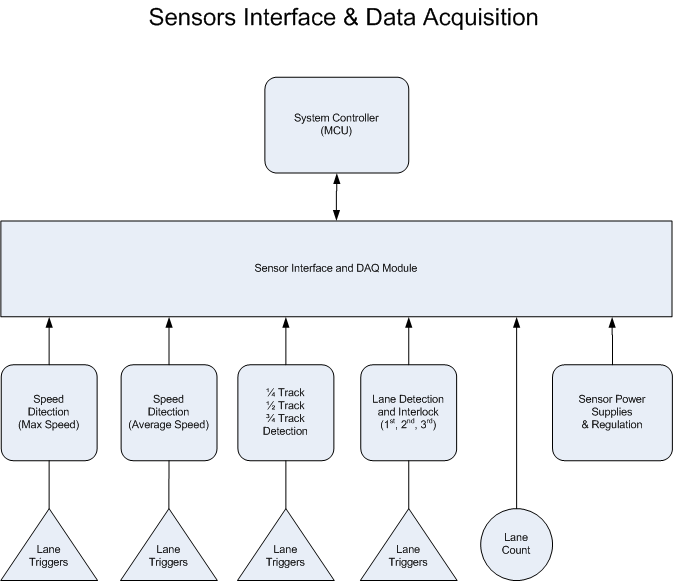 Sensors Interface & Data Acquisition
System Controller
(MCU)
Sensor Interface and DAQ Module
Speed
Ditection
(Max Speed)
Speed
Ditection
(Average Speed)
¼ Track
½ Track
¾ Track
Detection
Lane Detection
and Interlock
(1st, 2nd, 3rd)
Sensor Power
Supplies
& Regulation
Lane
Triggers
Lane
Triggers
Lane
Triggers
Lane
Triggers
Lane
Count